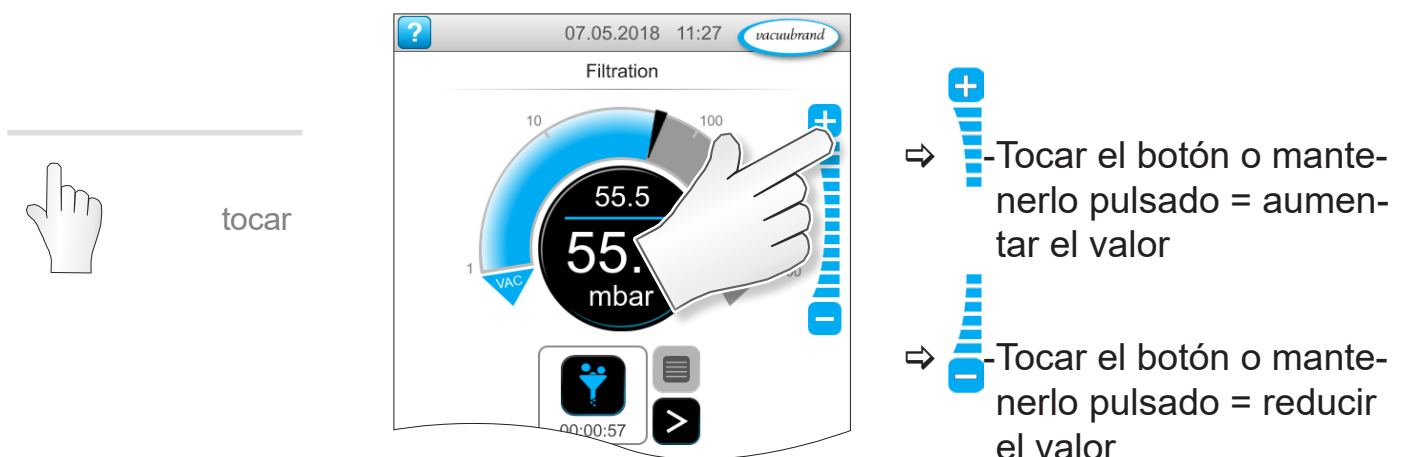 tocar
?
07.05.2018 11:27
vacuubrand
Filtration
10
100
1
VAC
55.5
55.
mbar
00:00:57
-Tocar el botón o mante-
nerlo pulsado = aumen-
tar el valor
-Tocar el botón o mante-
nerlo pulsado = reducir
el valor